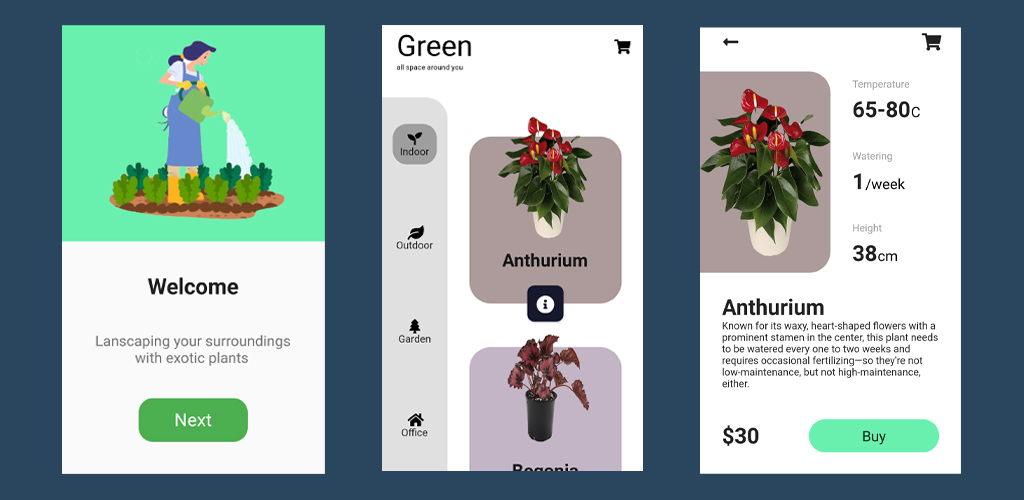 Welcome
Lanscaping your surroundings
with exotic plants
Next
Green
all space around you
Indoor
Outdoor
Garden
Office
Anthurium
Begonia
Temperature
65-80C
Watering
1/week
Height
38cm
Anthurium
Known for its waxy, heart-shaped flowers with a
prominent stamen in the center, this plant needs
to be watered every one to two weeks and
requires occasional fertilizing—so they're not
low-maintenance, but not high-maintenance,
either.
$30
Buy